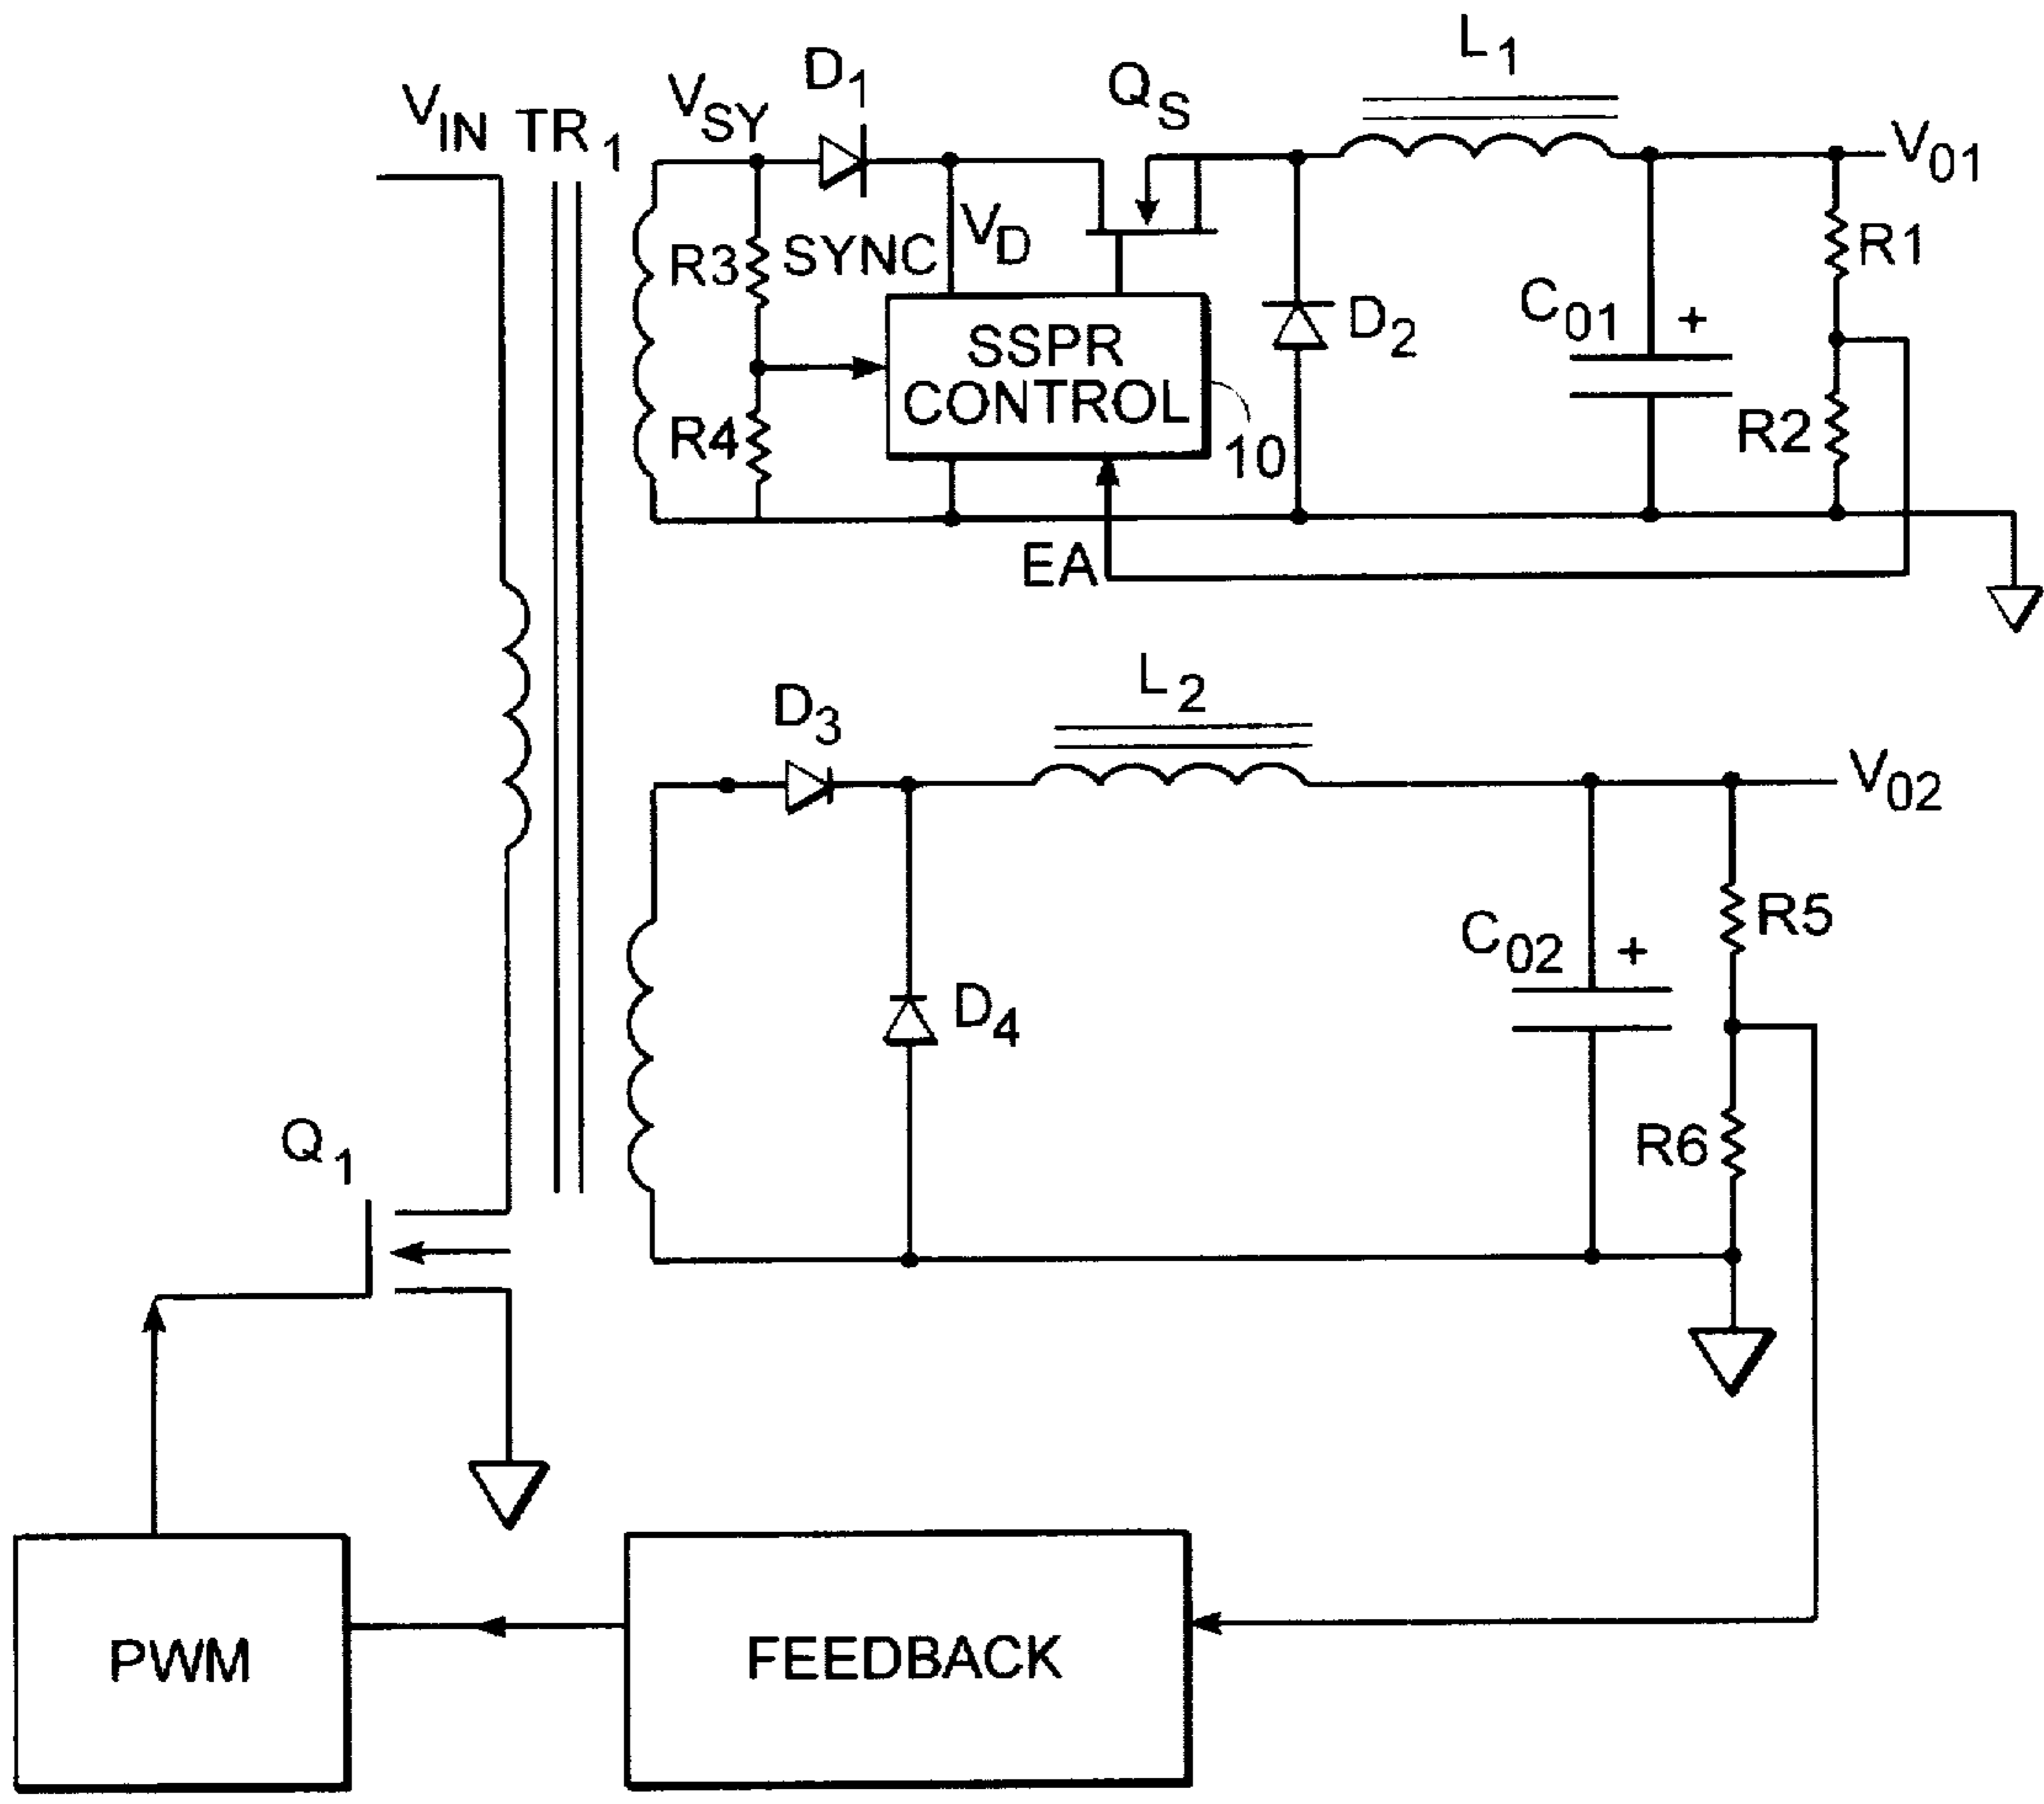 L1
D1
QS
VSY
VIN TR1
V01
VD
R3
SYNC
R1
C01 +
D2
SSPR
CONTROL
R4
R2
10
EA
L2
D3
V02
R5
C02 +
D4
R6
Q1
PWM
FEEDBACK